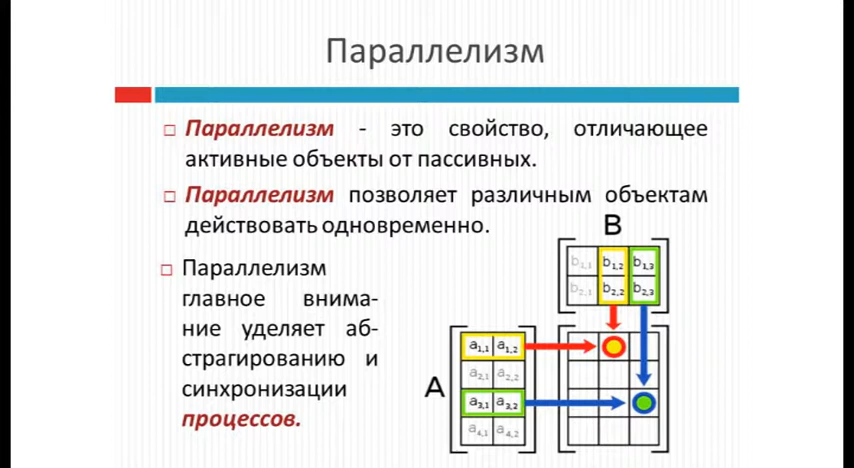 Параллелизм
Параллелизм - это свойство, отличающее
активные объекты от пассивных.
Параллелизм позволяет различным объектам
действовать одновременно.
Параллелизм
главное внима-
ние уделяет аб-
страгированию и
синхронизации
процессов.
B
b1,1 b1,2 b1,3
b2,1 b2,2 b2,3
A
a1,1 a1,2
a2,1 a2,2
a3,1 a3,2
a4,1 a4,2